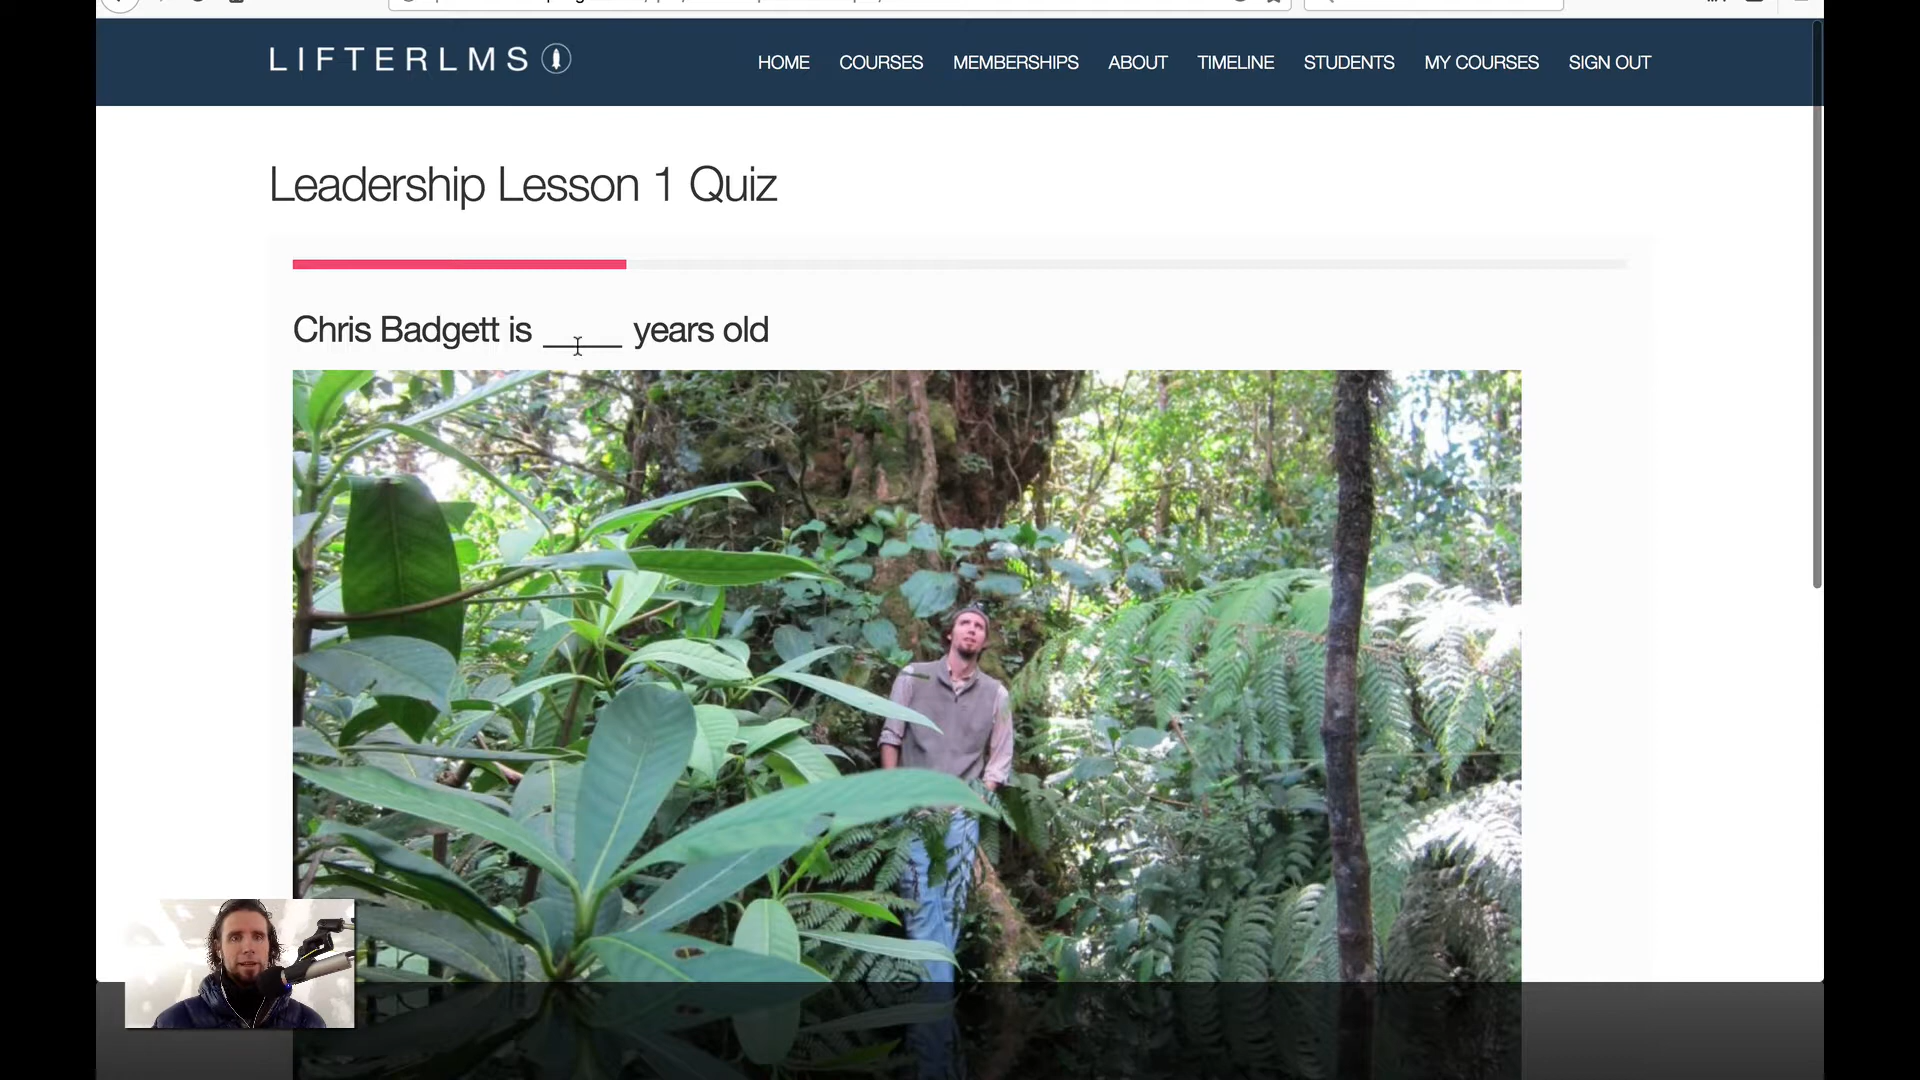 LIFTERLMS
HOME COURSES MEMBERSHIPS ABOUT TIMELINE STUDENTS MY COURSES SIGN OUT
Leadership Lesson 1 Quiz
Chris Badgett is _____ years old